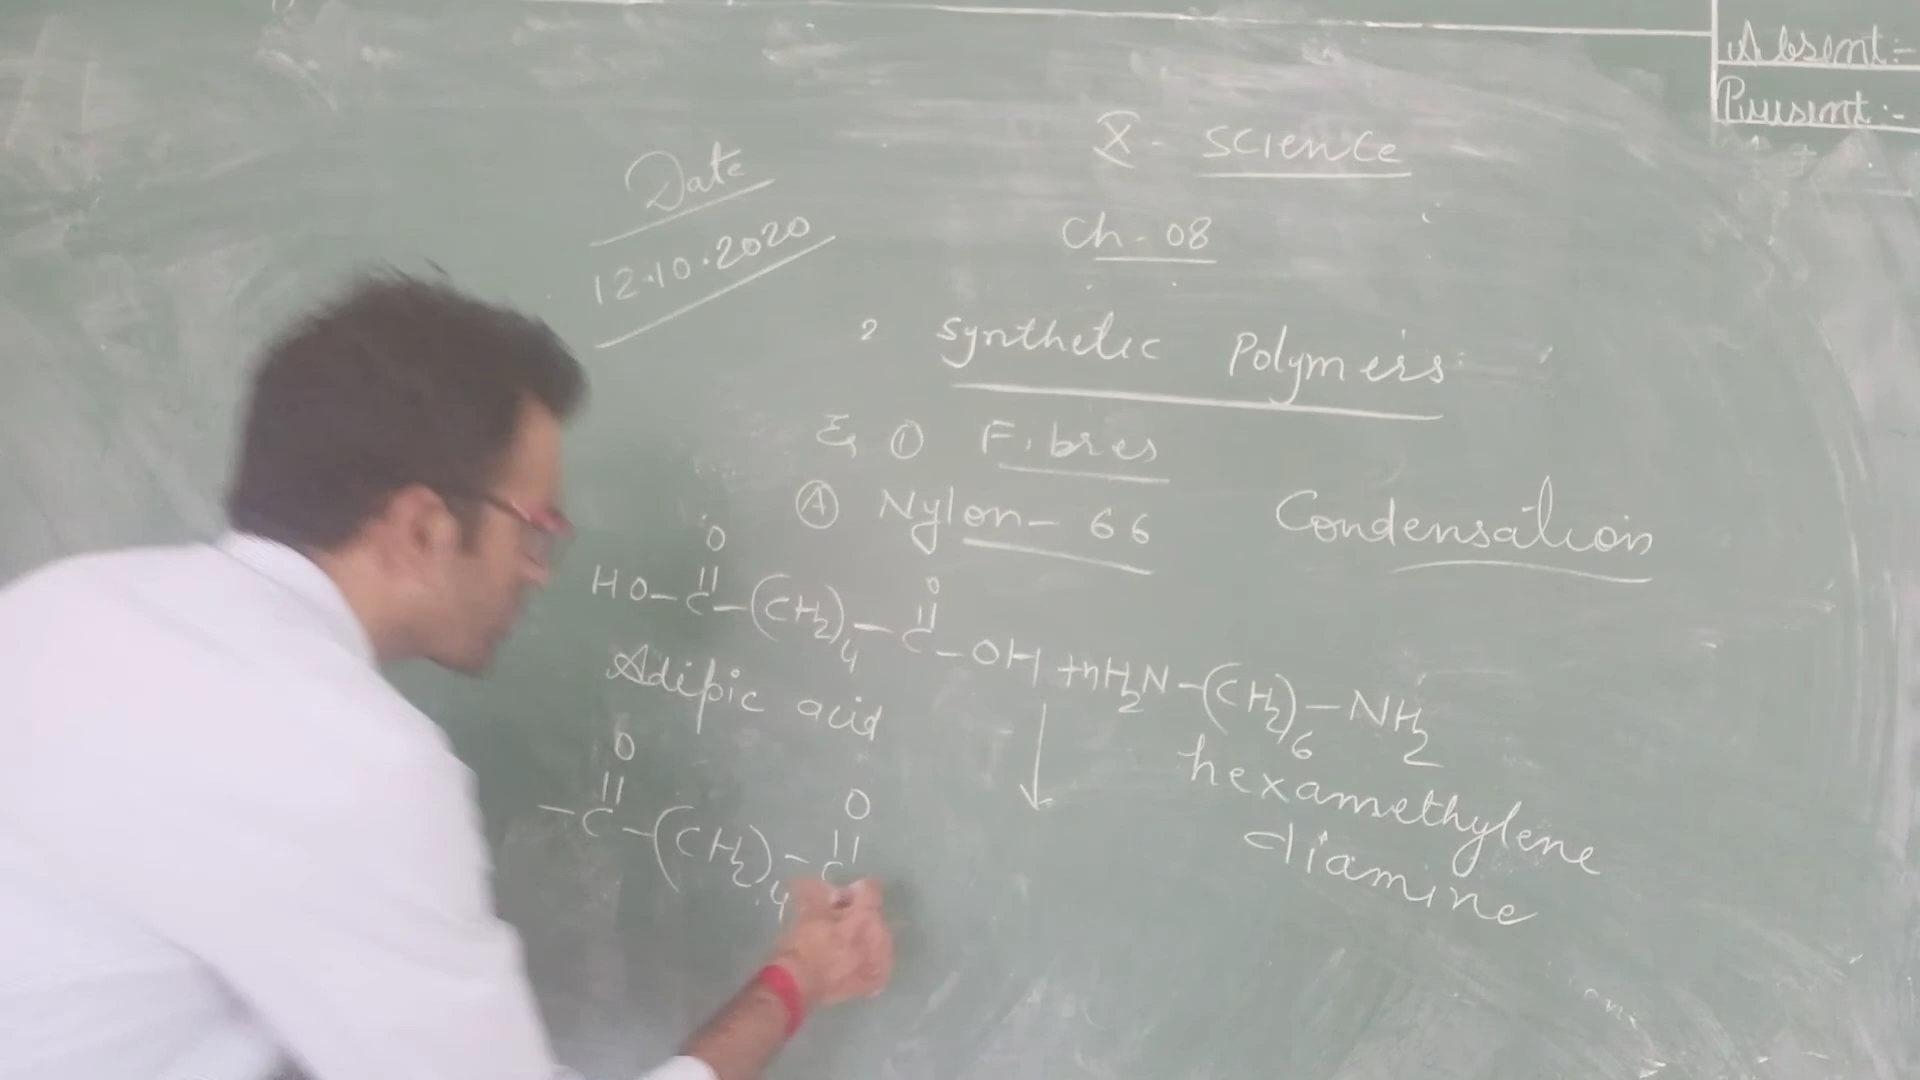 Absent:-
Present:-
X - Science
Date
12.10.2020
Ch - 08
2 Synthetic Polymers
Eg ① Fibres
Ⓐ Nylon - 66
Condensation
O
||
HO-C-(CH2)4-C-OH + nH2N-(CH2)6-NH2
O
||
Adipic acid
hexamethylene
diamine
O
||
-C-(CH2)4-C
O
||